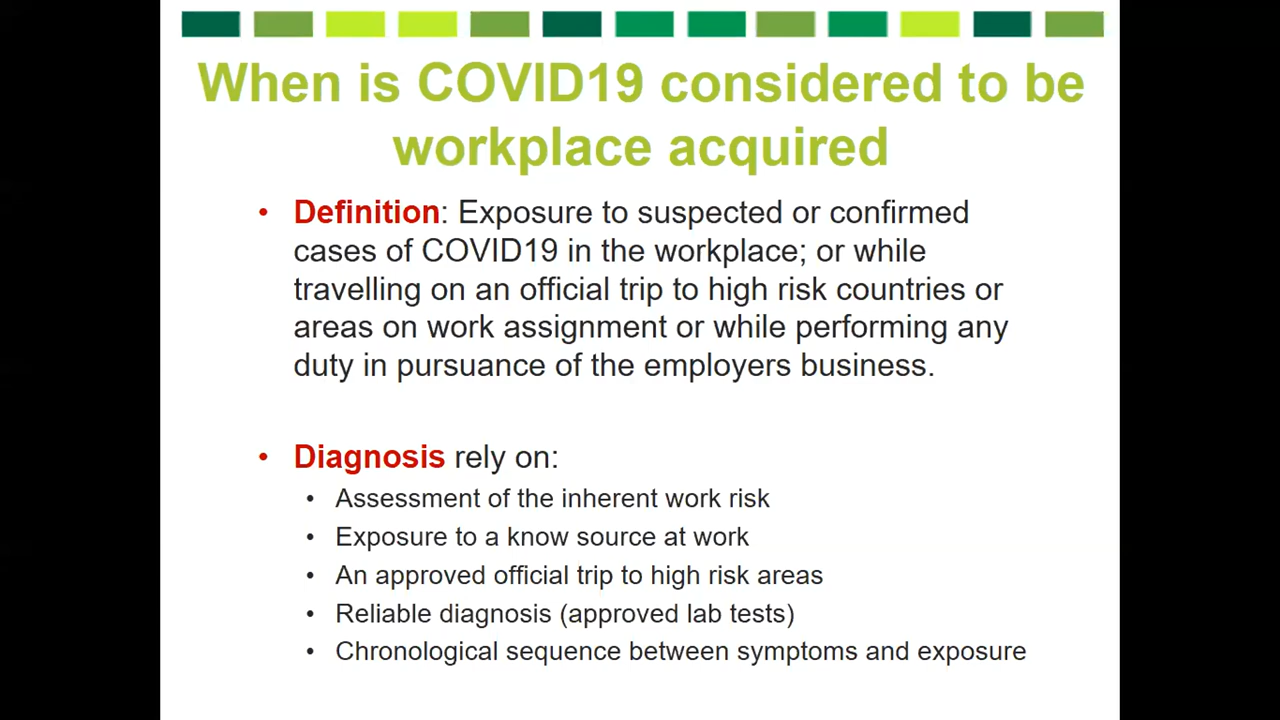 When is COVID19 considered to be
workplace acquired
• Definition: Exposure to suspected or confirmed
cases of COVID19 in the workplace; or while
travelling on an official trip to high risk countries or
areas on work assignment or while performing any
duty in pursuance of the employers business.
• Diagnosis rely on:
• Assessment of the inherent work risk
• Exposure to a know source at work
• An approved official trip to high risk areas
• Reliable diagnosis (approved lab tests)
• Chronological sequence between symptoms and exposure